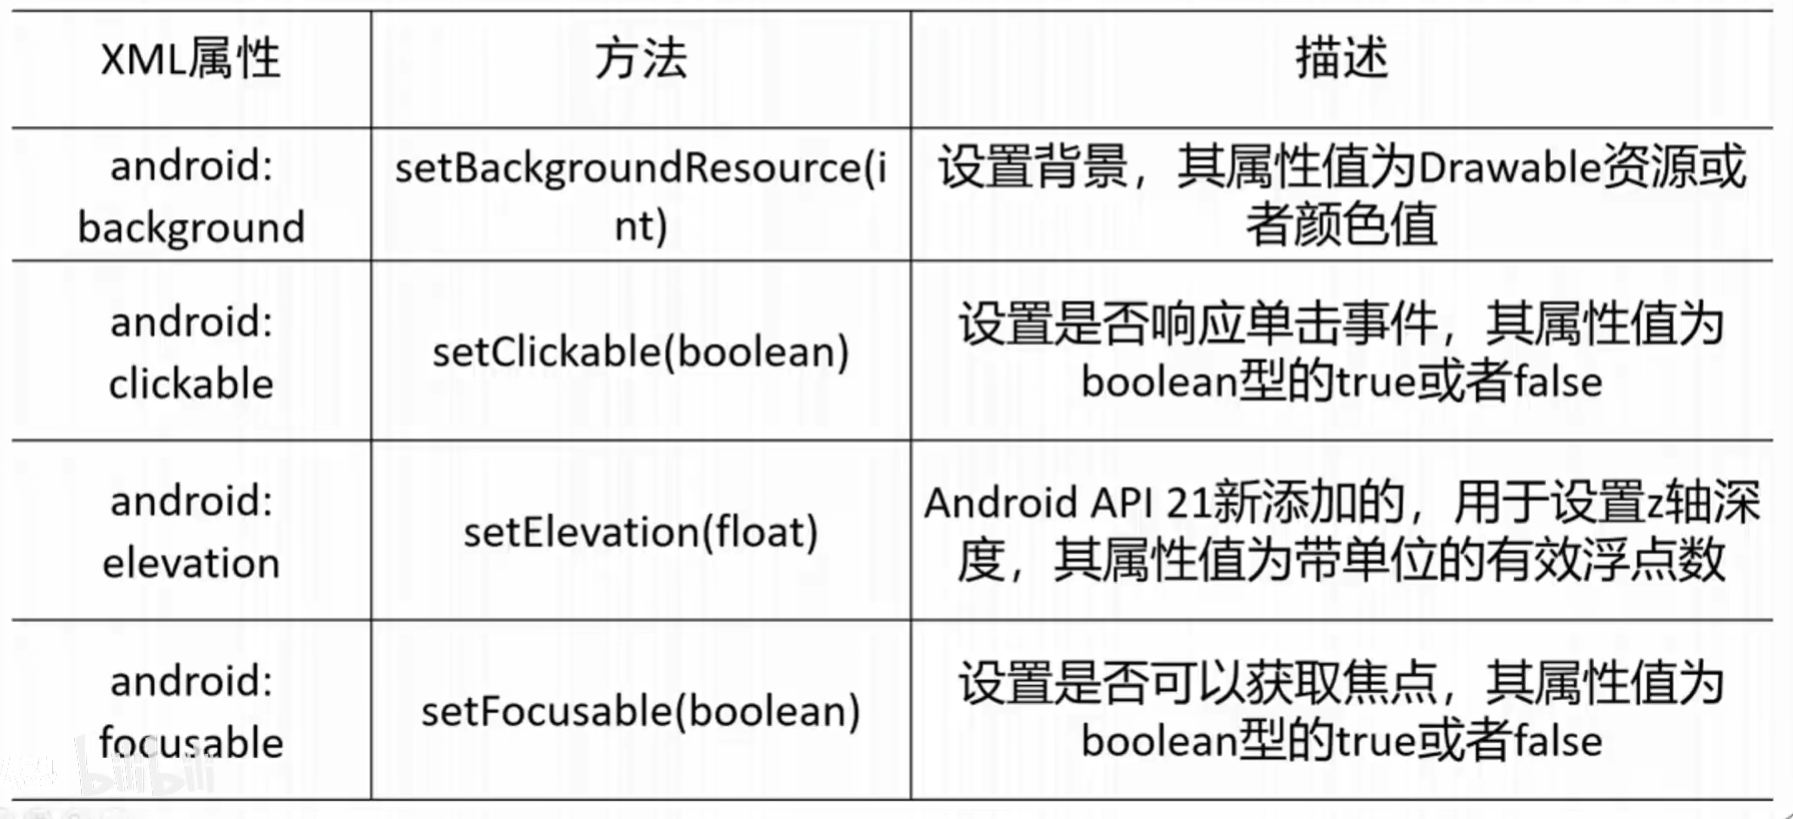 XML属性
方法
描述
android:
background
setBackgroundResource(i
nt)
设置背景，其属性值为Drawable资源或
者颜色值
android:
clickable
setClickable(boolean)
设置是否响应单击事件，其属性值为
boolean型的true或者false
android:
elevation
setElevation(float)
Android API 21新添加的，用于设置z轴深
度，其属性值为带单位的有效浮点数
android:
focusable
setFocusable(boolean)
设置是否可以获取焦点，其属性值为
boolean型的true或者false
bilibili